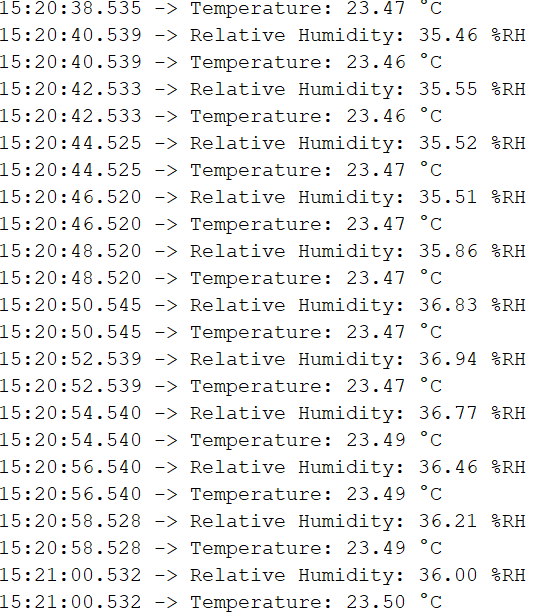 15:20:38.535 -> Temperature: 23.47 °C
15:20:40.539 -> Relative Humidity: 35.46 %RH
15:20:40.539 -> Temperature: 23.46 °C
15:20:42.533 -> Relative Humidity: 35.55 %RH
15:20:42.533 -> Temperature: 23.46 °C
15:20:44.525 -> Relative Humidity: 35.52 %RH
15:20:44.525 -> Temperature: 23.47 °C
15:20:46.520 -> Relative Humidity: 35.51 %RH
15:20:46.520 -> Temperature: 23.47 °C
15:20:48.520 -> Relative Humidity: 35.86 %RH
15:20:48.520 -> Temperature: 23.47 °C
15:20:50.545 -> Relative Humidity: 36.83 %RH
15:20:50.545 -> Temperature: 23.47 °C
15:20:52.539 -> Relative Humidity: 36.94 %RH
15:20:52.539 -> Temperature: 23.47 °C
15:20:54.540 -> Relative Humidity: 36.77 %RH
15:20:54.540 -> Temperature: 23.49 °C
15:20:56.540 -> Relative Humidity: 36.46 %RH
15:20:56.540 -> Temperature: 23.49 °C
15:20:58.528 -> Relative Humidity: 36.21 %RH
15:20:58.528 -> Temperature: 23.49 °C
15:21:00.532 -> Relative Humidity: 36.00 %RH
15:21:00.532 -> Temperature: 23.50 °C